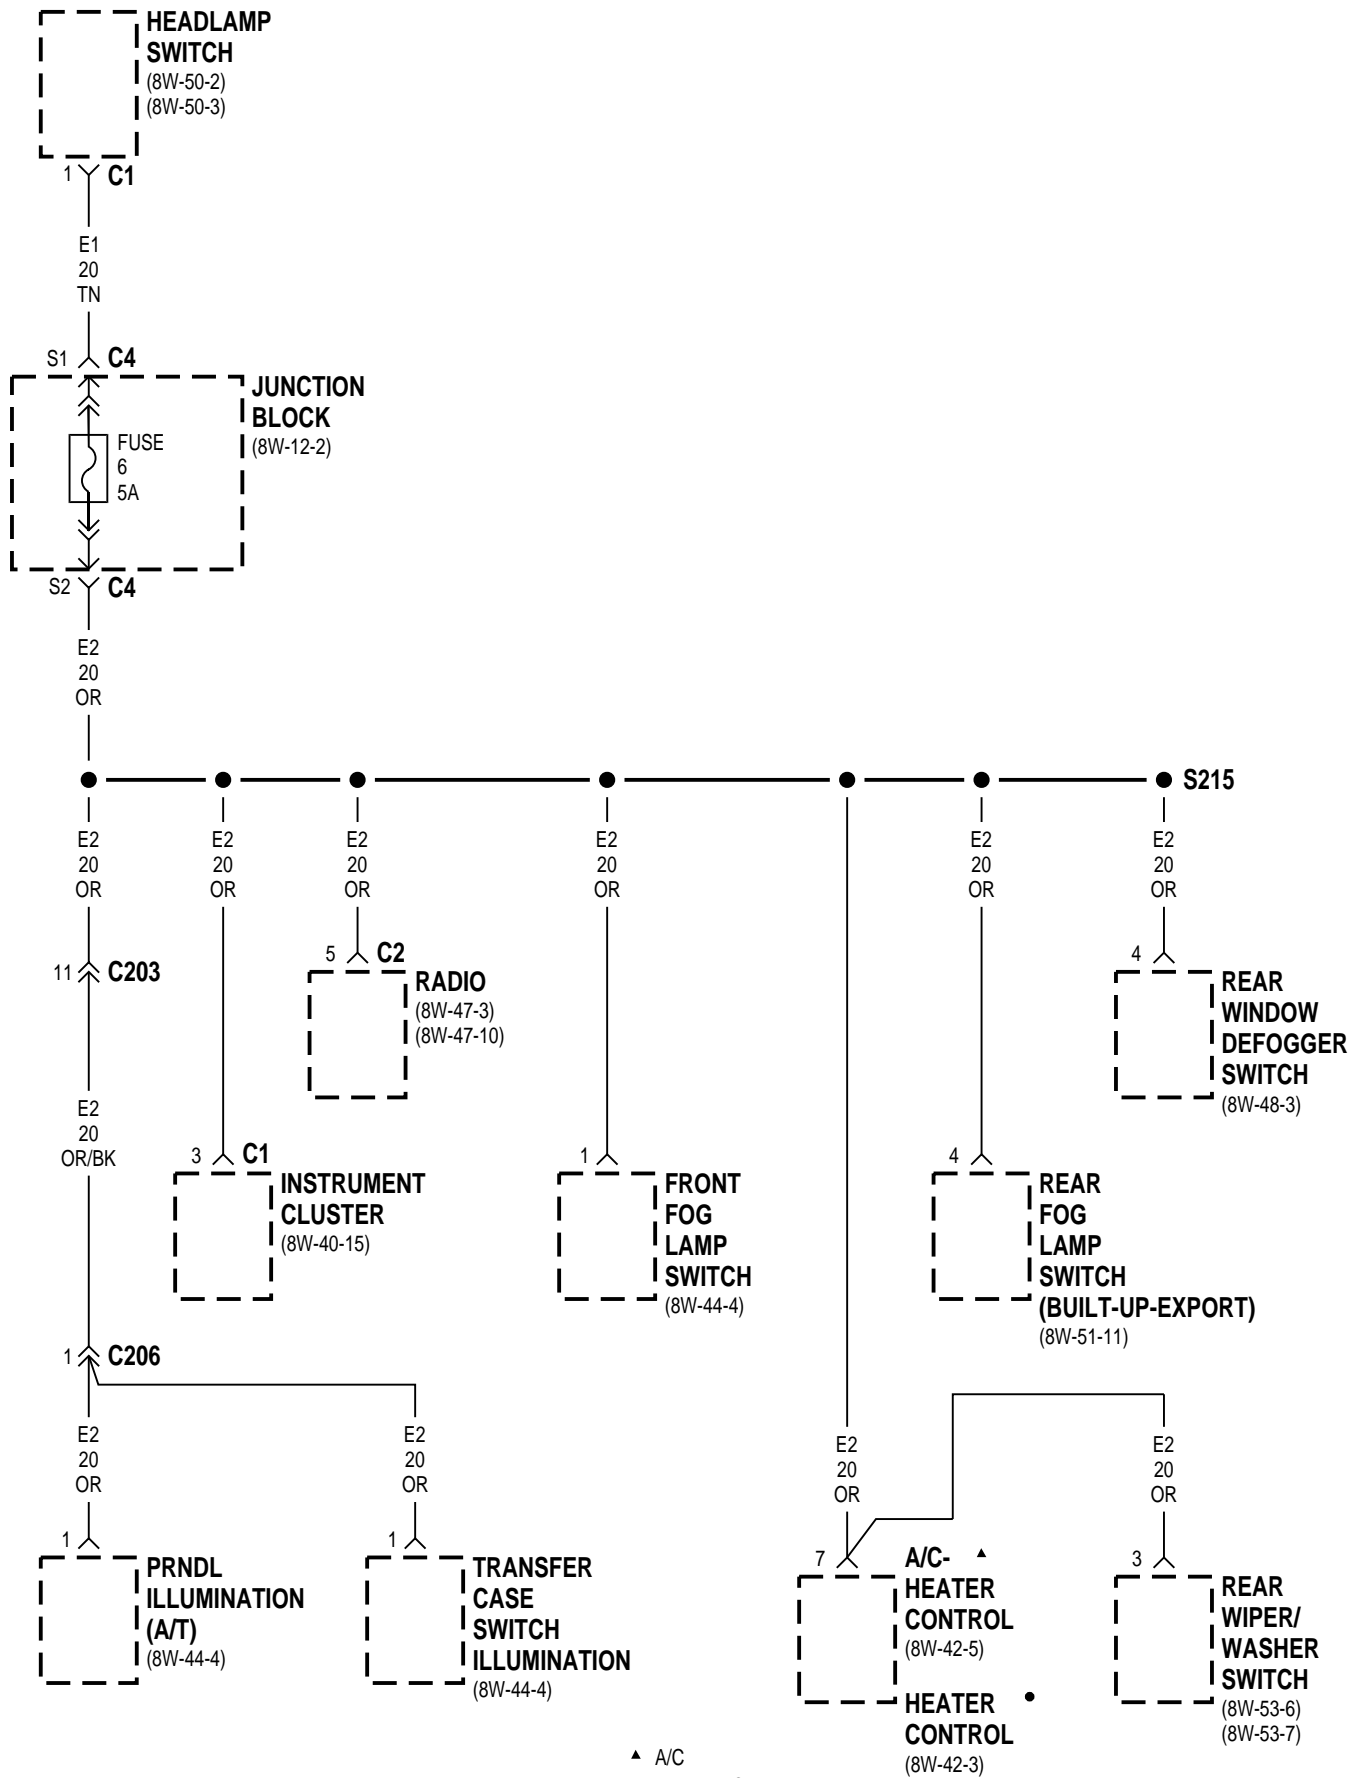 HEADLAMP
SWITCH
(8W-50-2)
(8W-50-3)
1 C1
E1
20
TN
S1 C4
JUNCTION
BLOCK
(8W-12-2)
FUSE
6
5A
S2 C4
E2
20
OR
S215
E2 E2 E2 E2 E2 E2
20 20 20 20 20 20
OR OR OR OR OR OR
11 C203
5 C2
RADIO
(8W-47-3)
(8W-47-10)
4
REAR
WINDOW
DEFOGGER
SWITCH
(8W-48-3)
E2
20
OR/BK
3 C1
INSTRUMENT
CLUSTER
(8W-40-15)
1
FRONT
FOG
LAMP
SWITCH
(8W-44-4)
4
REAR
FOG
LAMP
SWITCH
(BUILT-UP-EXPORT)
(8W-51-11)
1 C206
E2 E2 E2 E2
20 20 20 20
OR OR OR OR
1
PRNDL
ILLUMINATION
(A/T)
(8W-44-4)
1
TRANSFER
CASE
SWITCH
ILLUMINATION
(8W-44-4)
7
A/C- ▲
HEATER
CONTROL
(8W-42-5)
HEATER ●
CONTROL
(8W-42-3)
3
REAR
WIPER/
WASHER
SWITCH
(8W-53-6)
(8W-53-7)
▲ A/C